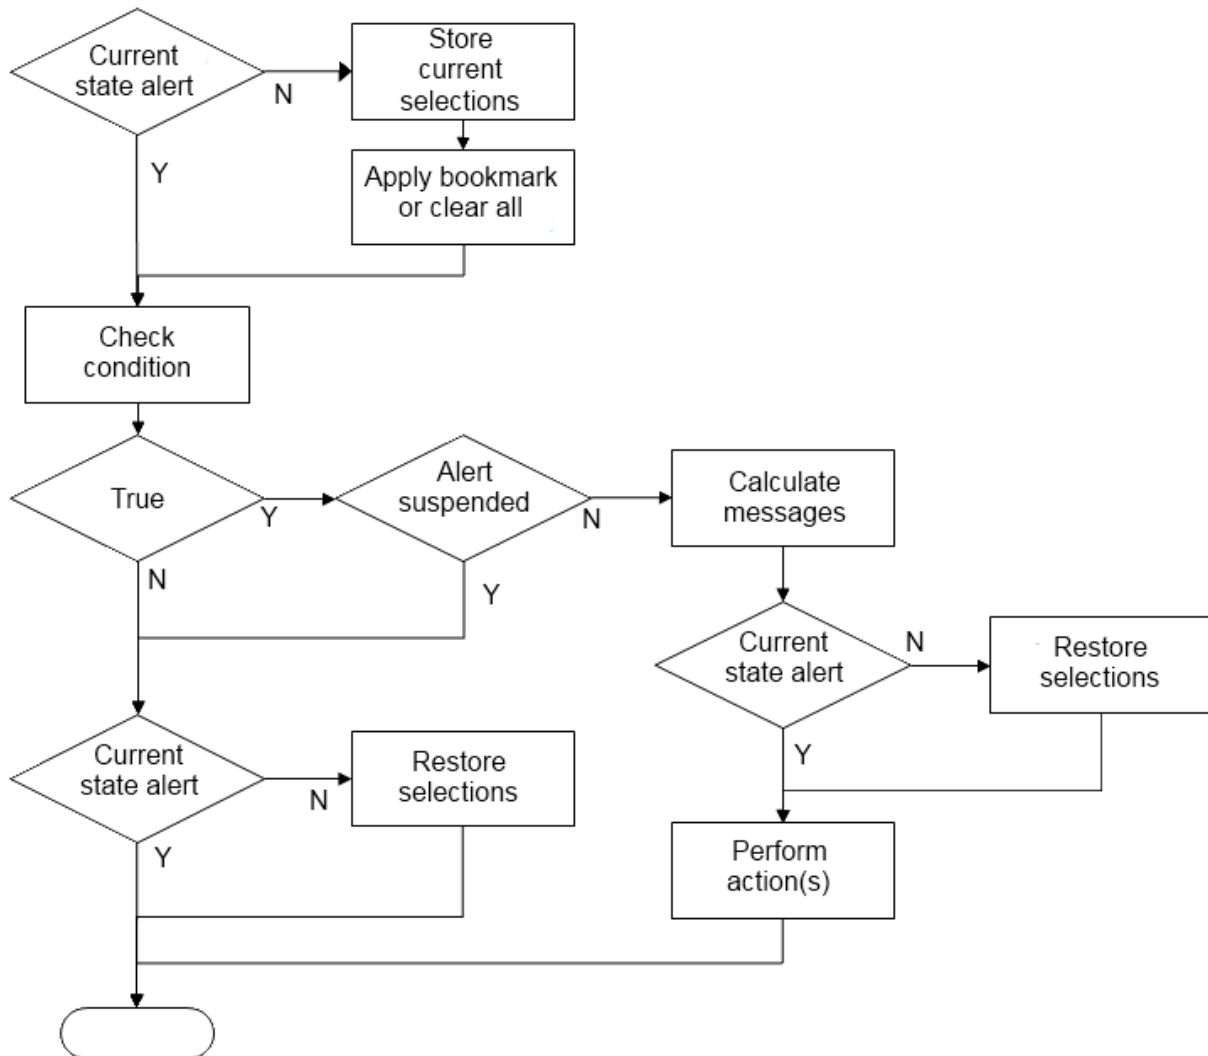 Current
state alert
N
Store
current
selections
Y
Apply bookmark
or clear all
Check
condition
True
Y
N
Alert
suspended
N
Y
Calculate
messages
Current
state alert
N
Restore
selections
Y
Current
state alert
N
Restore
selections
Y
Perform
action(s)